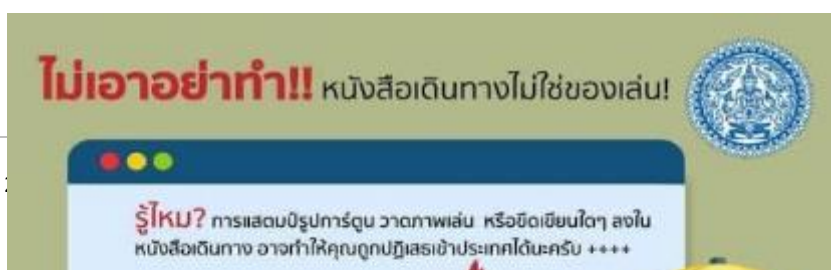 ไม่เอาอย่าทำ!! หนังสือเดินทางไม่ใช่ของเล่น!
รู้ไหม? การแสตมป์รูปการ์ตูน วาดภาพเล่น หรือขีดเขียนใดๆ ลงใน
หนังสือเดินทาง อาจทำให้คุณถูกปฏิเสธเข้าประเทศได้นะครับ ++++